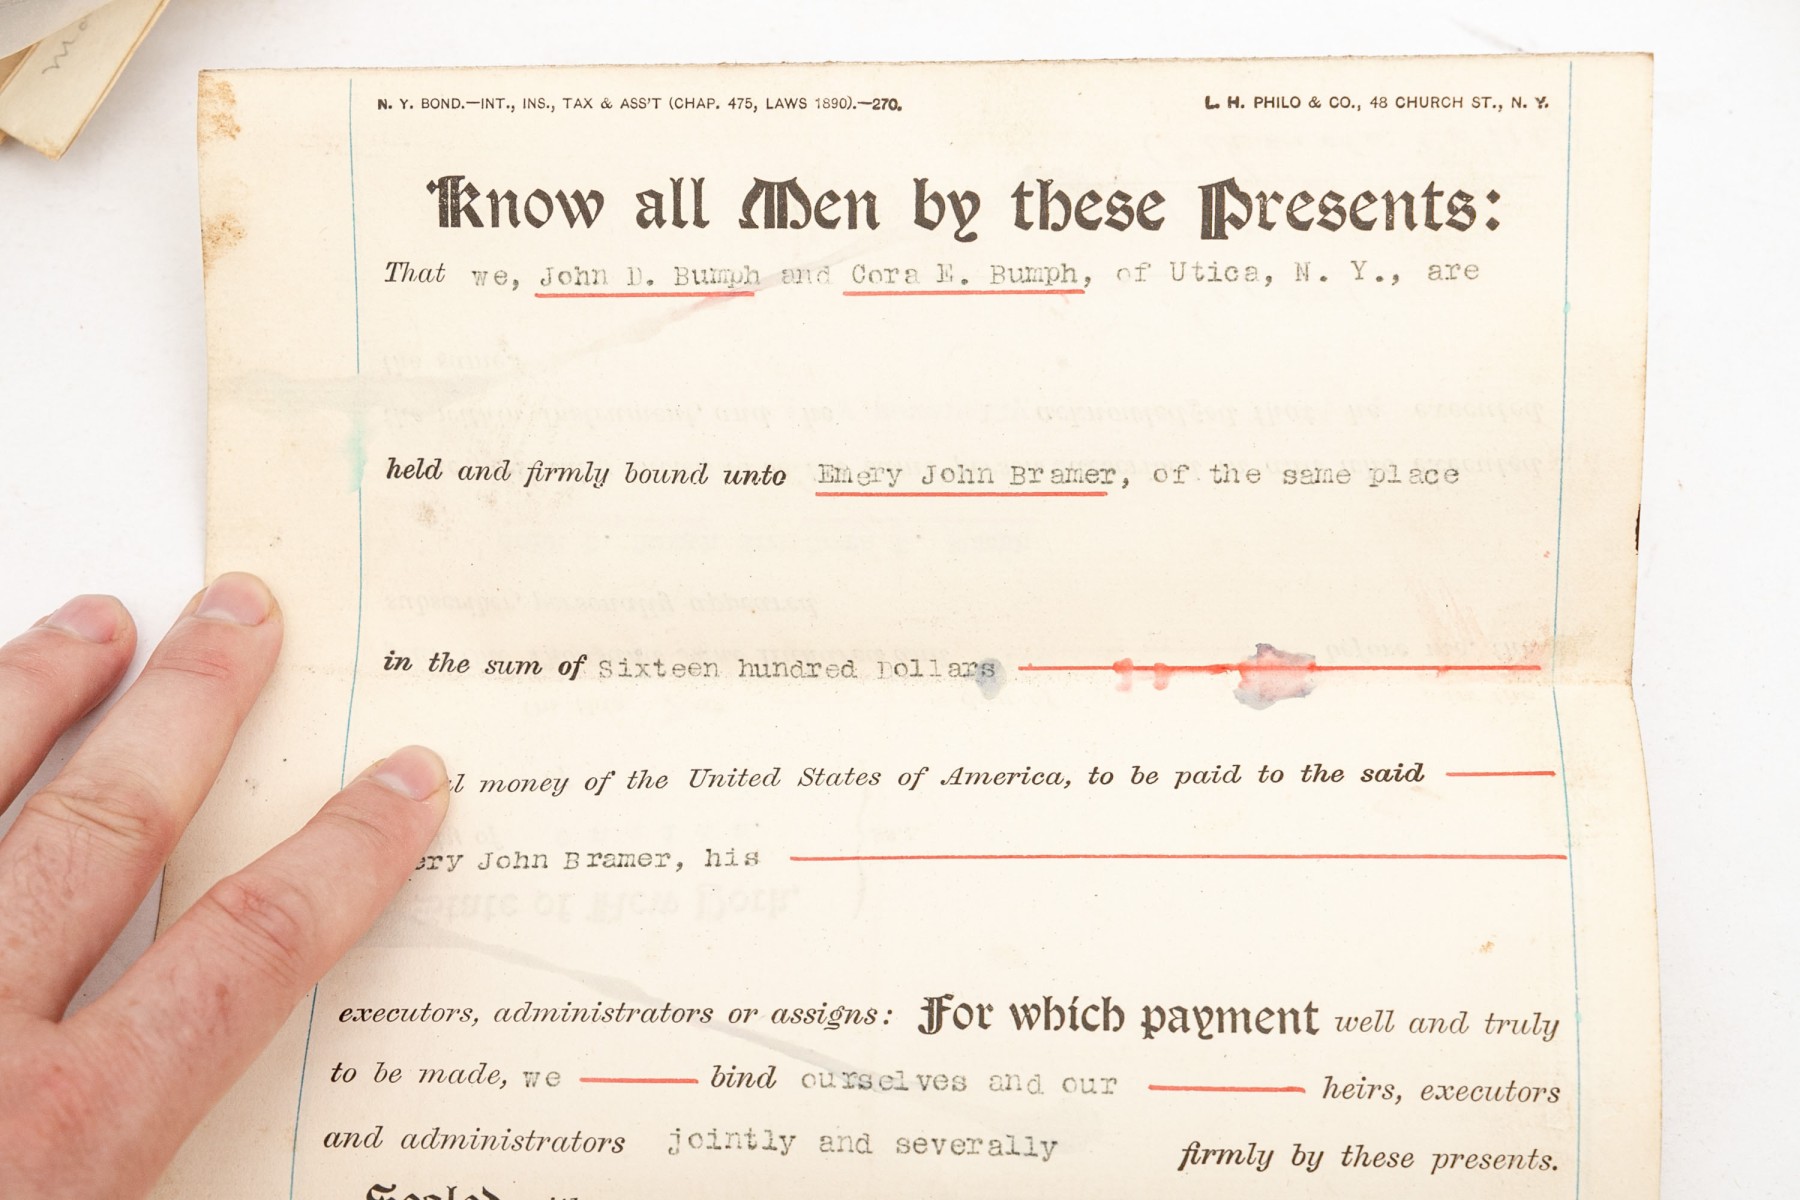 N. Y. BOND.—INT., INS., TAX & ASS'T (CHAP. 475, LAWS 1890).—270.
L. H. PHILO & CO., 48 CHURCH ST., N. Y.
Know all Men by these Presents:
That we, John D. Bumph and Cora E. Bumph, of Utica, N. Y., are
held and firmly bound unto Emery John Bramer, of the same place
in the sum of Sixteen hundred Dollars
money of the United States of America, to be paid to the said
John Bramer, his
executors, administrators or assigns: For which payment well and truly
to be made, we bind ourselves and our heirs, executors
and administrators jointly and severally firmly by these presents.
Sealed